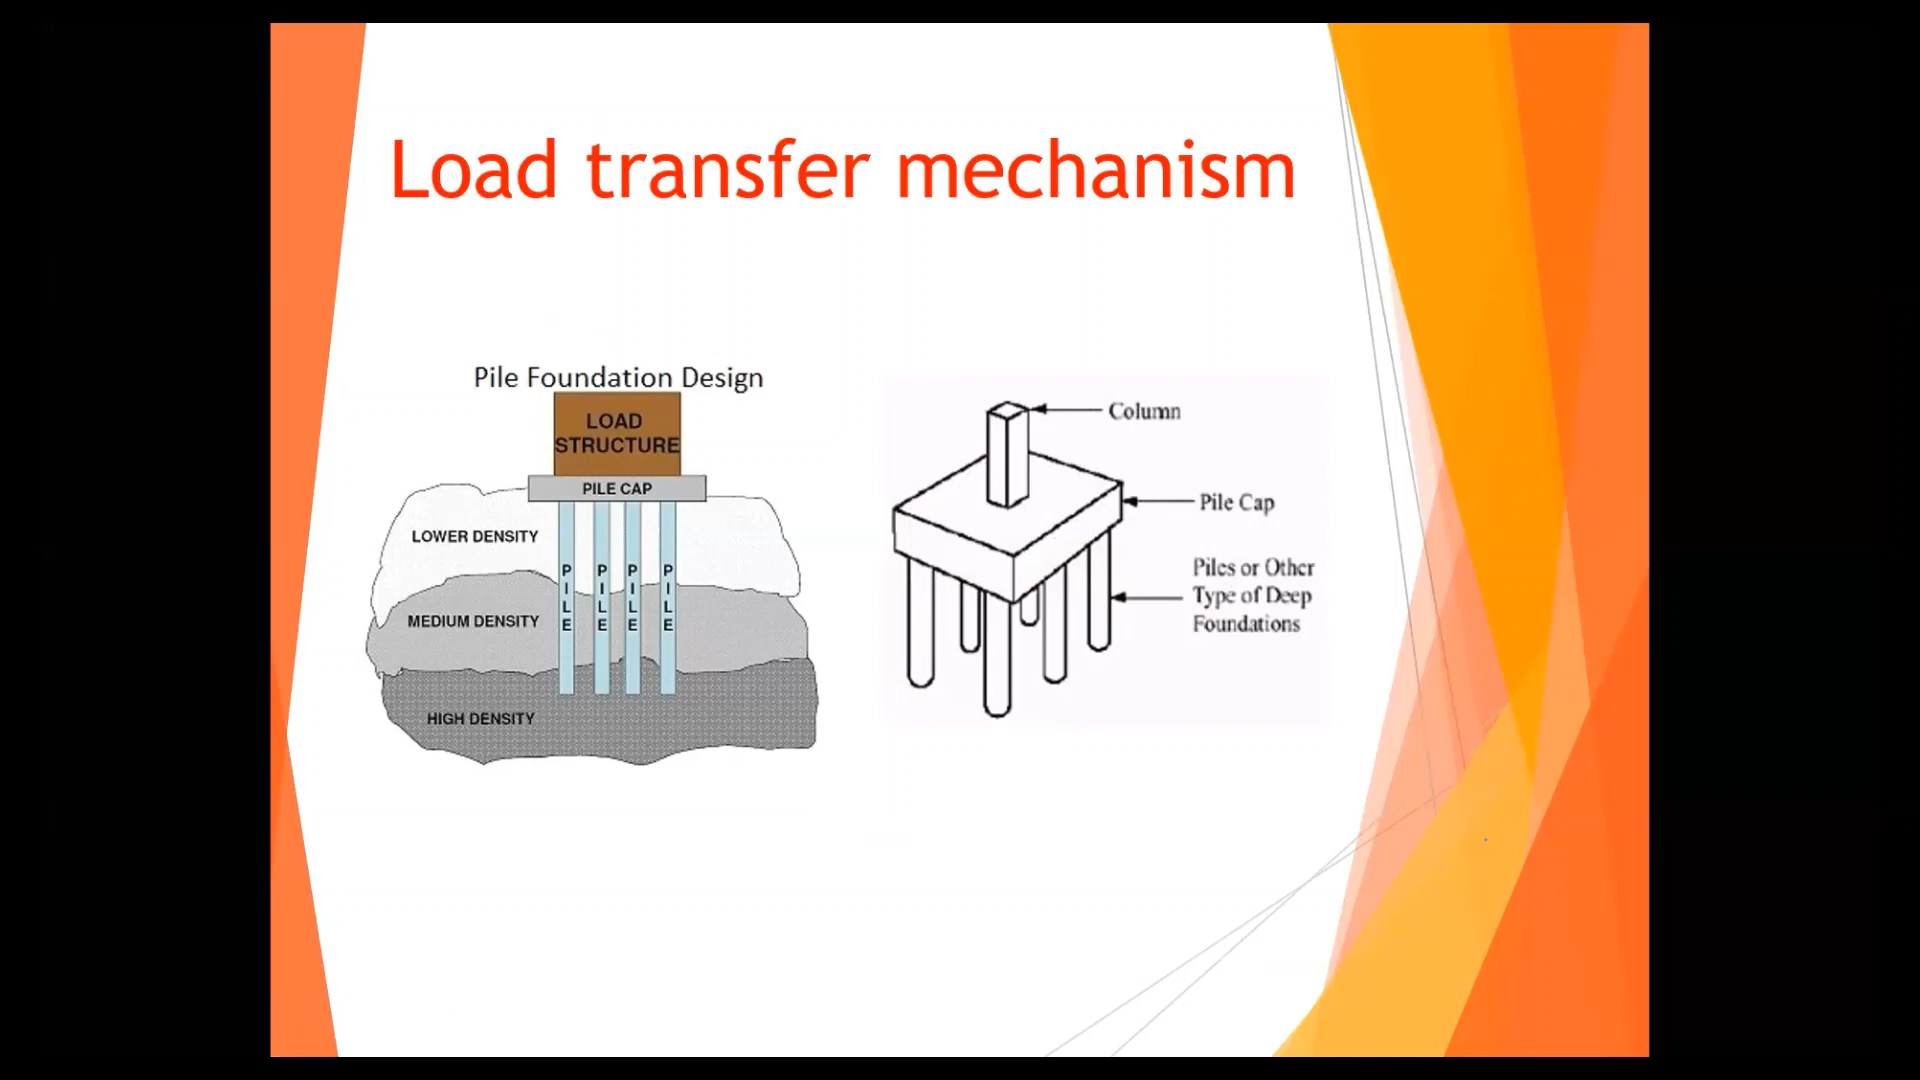 Load transfer mechanism
Pile Foundation Design
LOAD
STRUCTURE
PILE CAP
LOWER DENSITY
MEDIUM DENSITY
HIGH DENSITY
PILE
PILE
PILE
PILE
Column
Pile Cap
Piles or Other
Type of Deep
Foundations